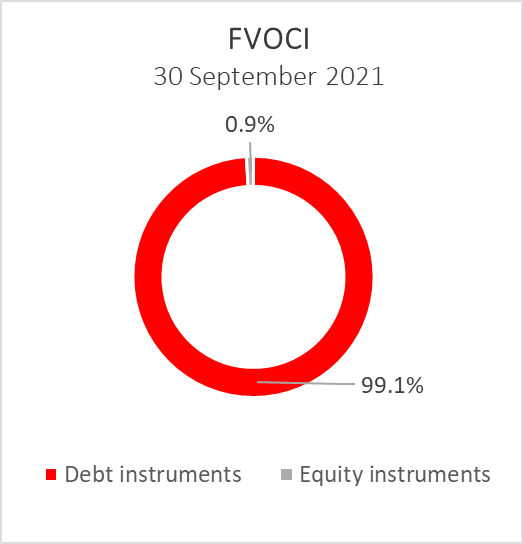 FVOCI
30 September 2021
0.9%
99.1%
Debt instruments
Equity instruments